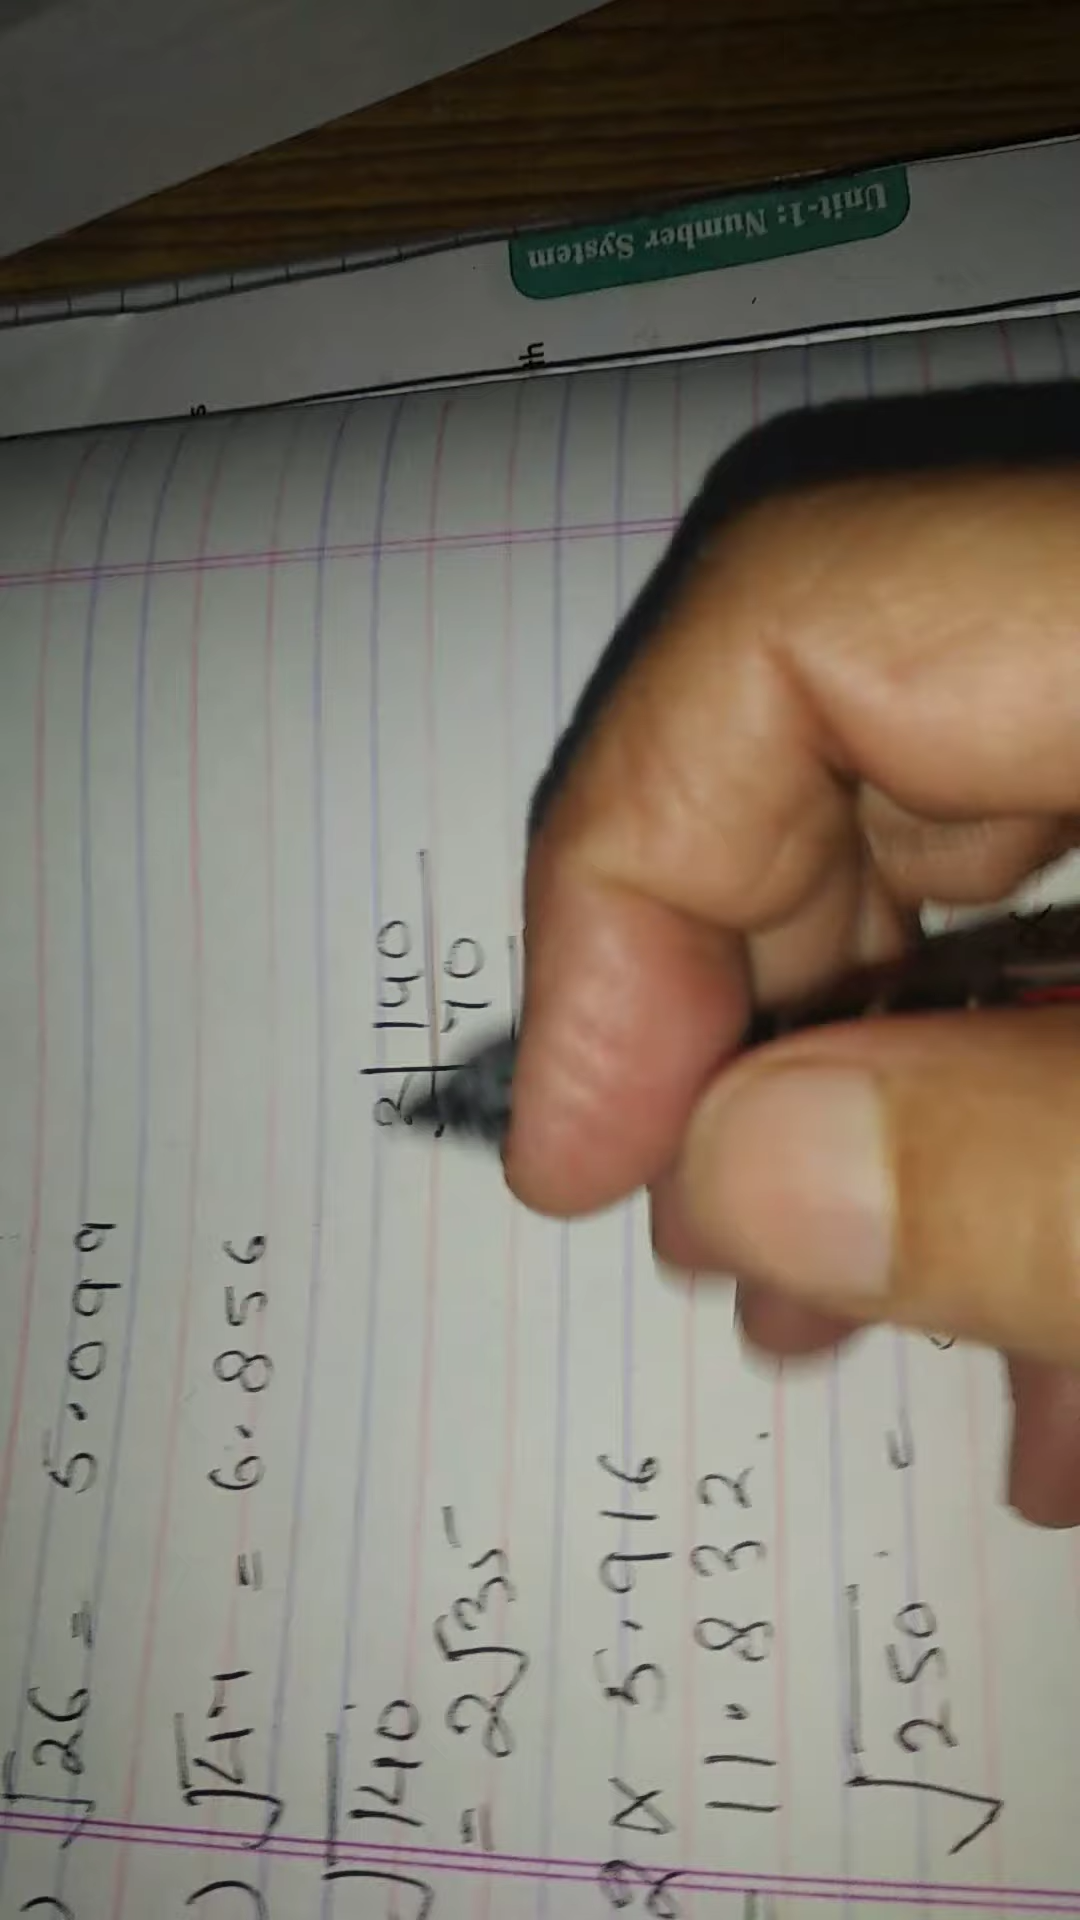 Unit-1: Number System
√26 = 5.099
√47 = 6.856
√140
2 140
70
= 2√35
2 x 5.916
11.832.
√250 =